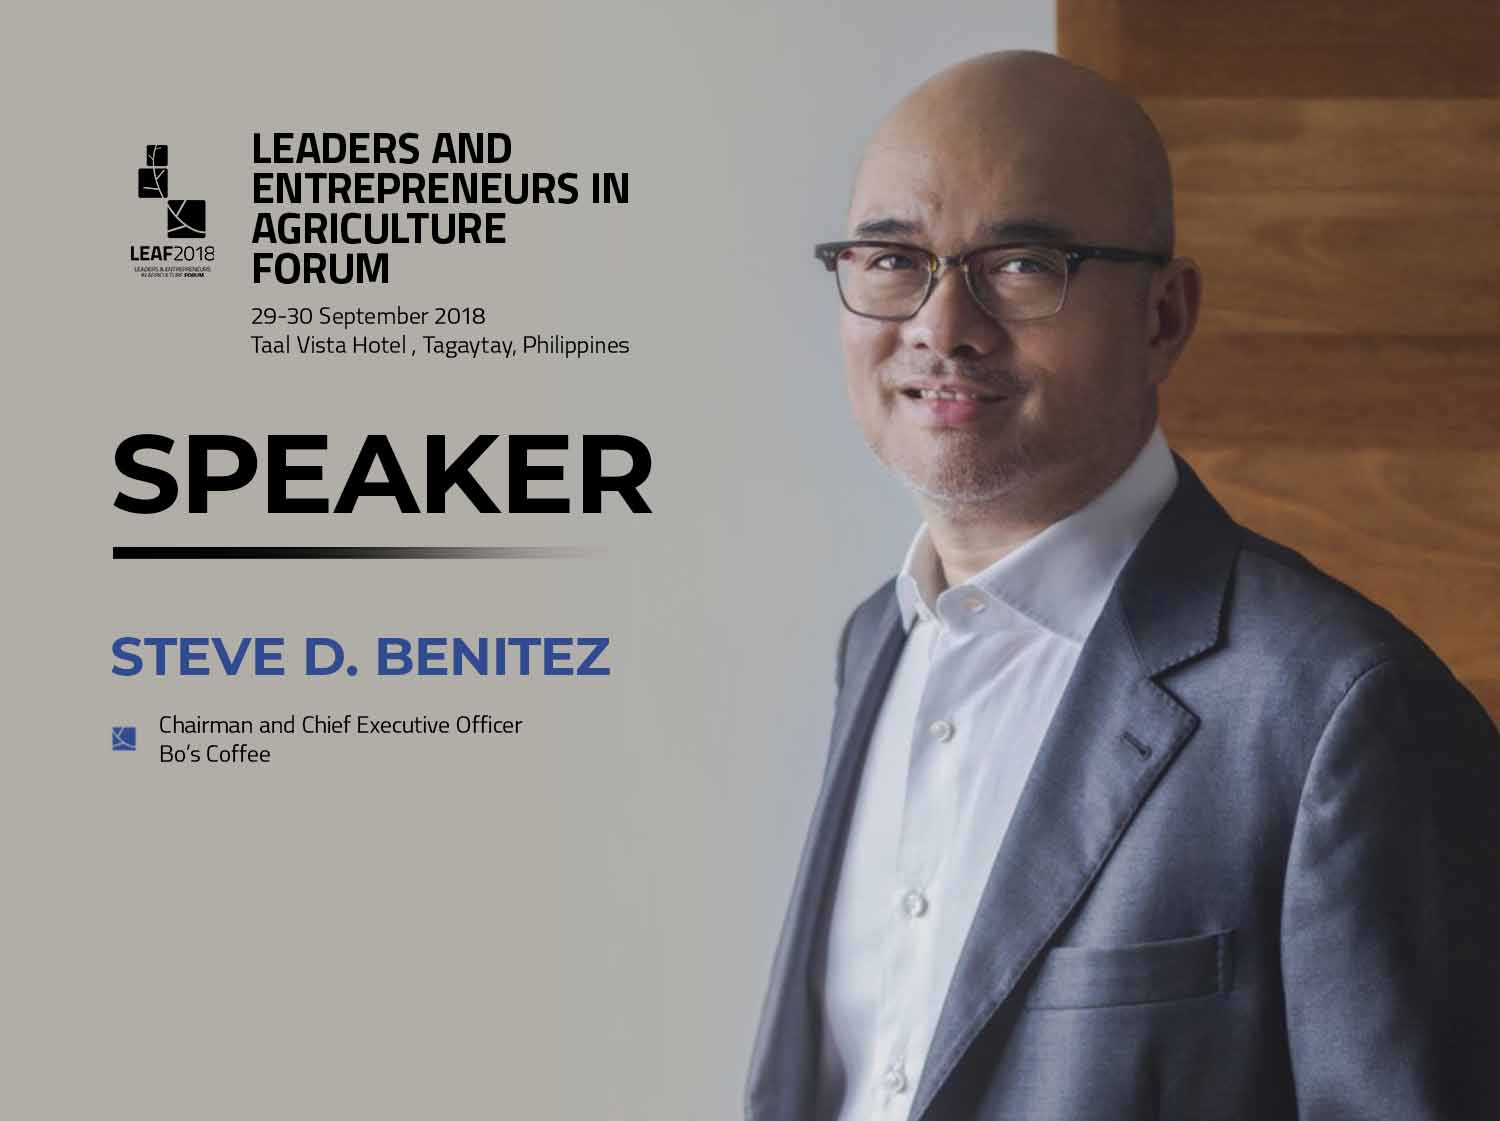 LEADERS AND
ENTREPRENEURS IN
AGRICULTURE
FORUM
LEAF2018
LEADERS & ENTREPRENEURS
IN AGRICULTURE FORUM
29-30 September 2018
Taal Vista Hotel , Tagaytay, Philippines
SPEAKER
STEVE D. BENITEZ
Chairman and Chief Executive Officer
Bo's Coffee